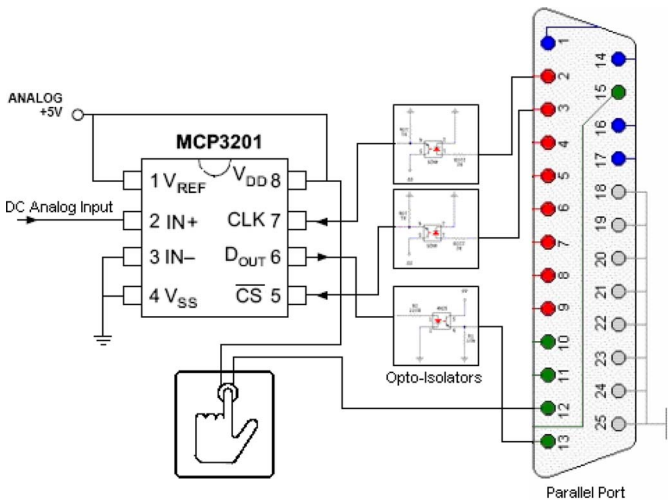 ANALOG
+5V
MCP3201
1 VREF
VDD 8
DC Analog Input
2 IN+
CLK 7
3 IN–
DOUT 6
4 VSS
CS 5
Opto-Isolators
1
2
3
4
5
6
7
8
9
10
11
12
13
14
15
16
17
18
19
20
21
22
23
24
25
Parallel Port